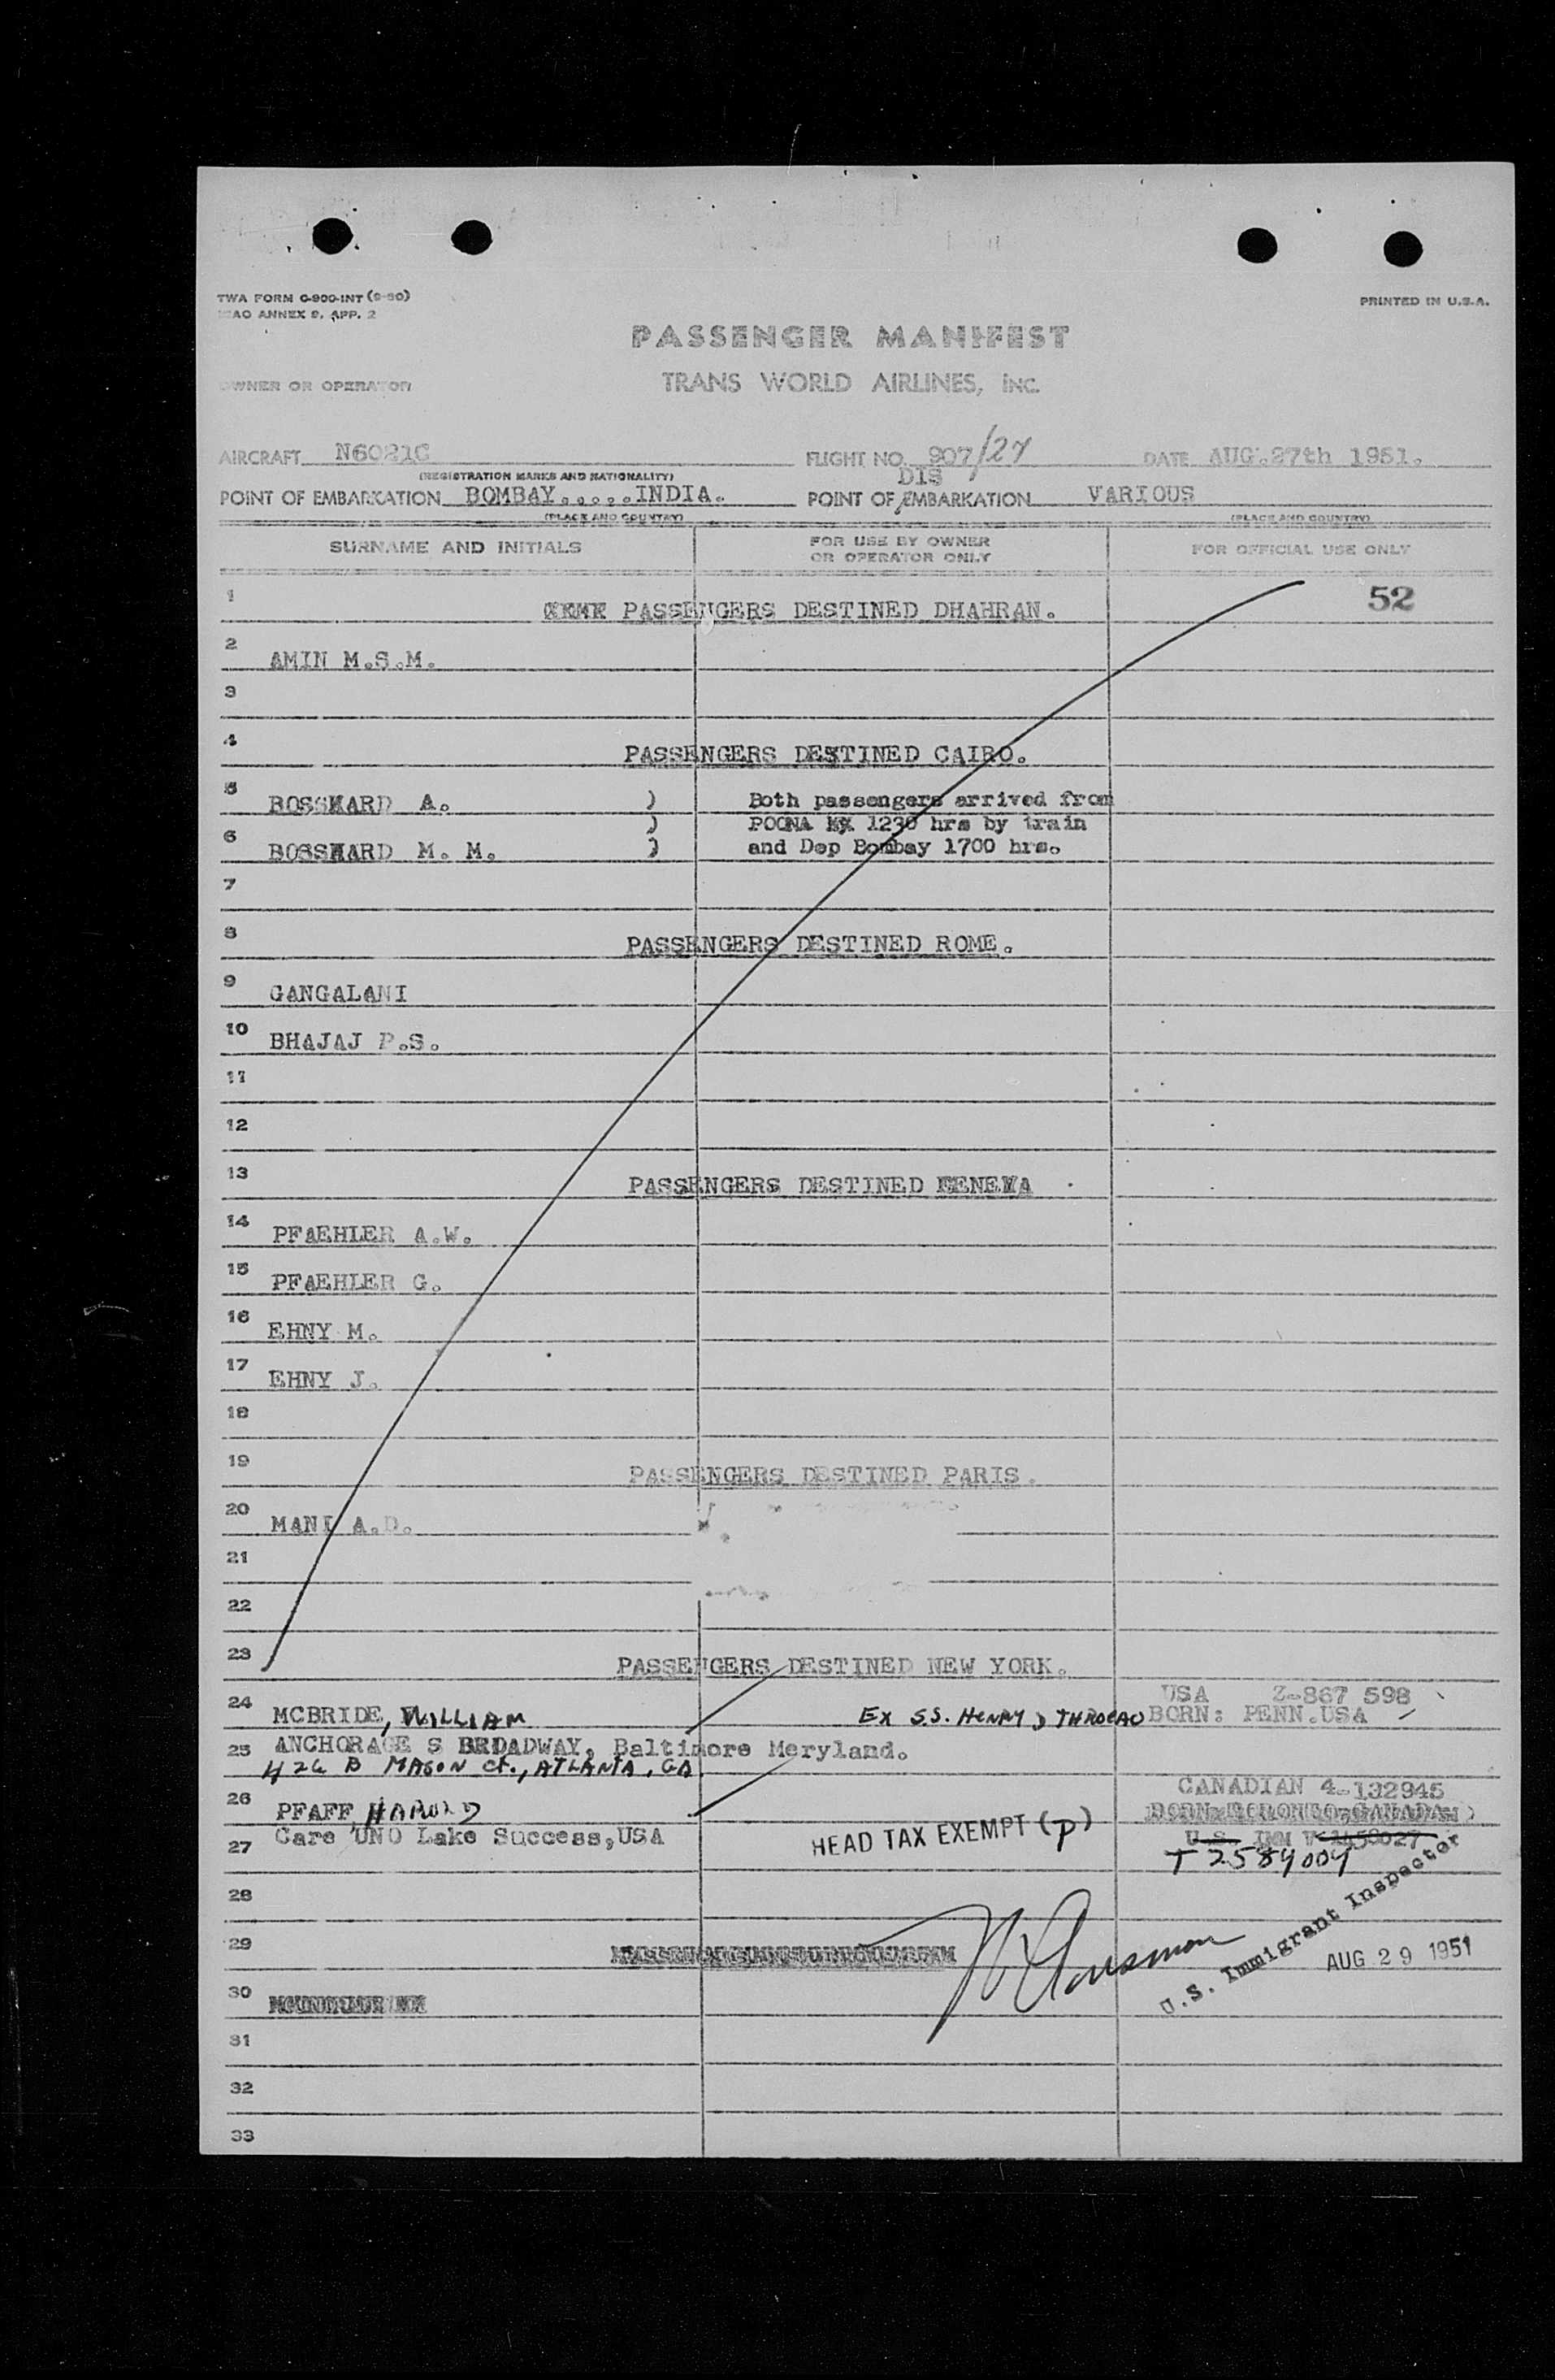 TWA FORM C-900-INT (9-50)
ICAO ANNEX 9, APP. 2
PRINTED IN U.S.A.
PASSENGER MANIFEST
OWNER OR OPERATOR TRANS WORLD AIRLINES, INC.
AIRCRAFT N6021C FLIGHT NO. 907/27 DATE AUG.27th 1951.
(REGISTRATION MARKS AND NATIONALITY) DIS
POINT OF EMBARKATION BOMBAY.....INDIA. POINT OF EMBARKATION VARIOUS
(PLACE AND COUNTRY) (PLACE AND COUNTRY)
SURNAME AND INITIALS FOR USE BY OWNER OR OPERATOR ONLY FOR OFFICIAL USE ONLY
1 PASSENGERS DESTINED DHAHRAN. 52
2 AMIN M.S.M.
3
4 PASSENGERS DESTINED CAIRO.
5 BOSSHARD A. ) Both passengers arrived from
) POONA 1230 hrs by train
6 BOSSHARD M. M. ) and Dep Bombay 1700 hrs.
7
8 PASSENGERS DESTINED ROME.
9 GANGALANI
10 BHAJAJ P.S.
11
12
13 PASSENGERS DESTINED GENEVA
14 PFAEHLER A.W.
15 PFAEHLER G.
16 EHNY M.
17 EHNY J.
18
19 PASSENGERS DESTINED PARIS.
20 MANI A.D.
21
22
23 PASSENGERS DESTINED NEW YORK.
USA Z-867 598
24 MCBRIDE, WILLIAM EX S.S. HENRY D THROEAU BORN: PENN.USA
25 ANCHORAGE S BROADWAY, Baltimore Meryland.
426 B MASON Ct., ATLANTA, GA.
CANADIAN 4-132945
26 PFAFF, HAROLD BORN: TORONTO, CANADA
27 Care UNO Lake Success, USA HEAD TAX EXEMPT (P) U.S. IMM V
T 2589004
28
29
U.S. Immigrant Inspector
AUG 29 1951
30
31
32
33